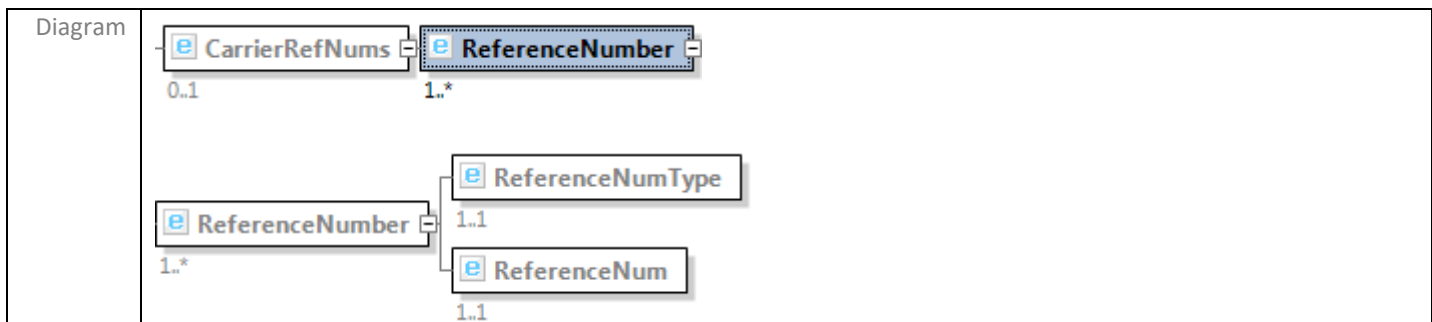 Diagram
e CarrierRefNums
e ReferenceNumber
0..1
1..*
e ReferenceNumType
1..1
e ReferenceNumber
1..*
e ReferenceNum
1..1